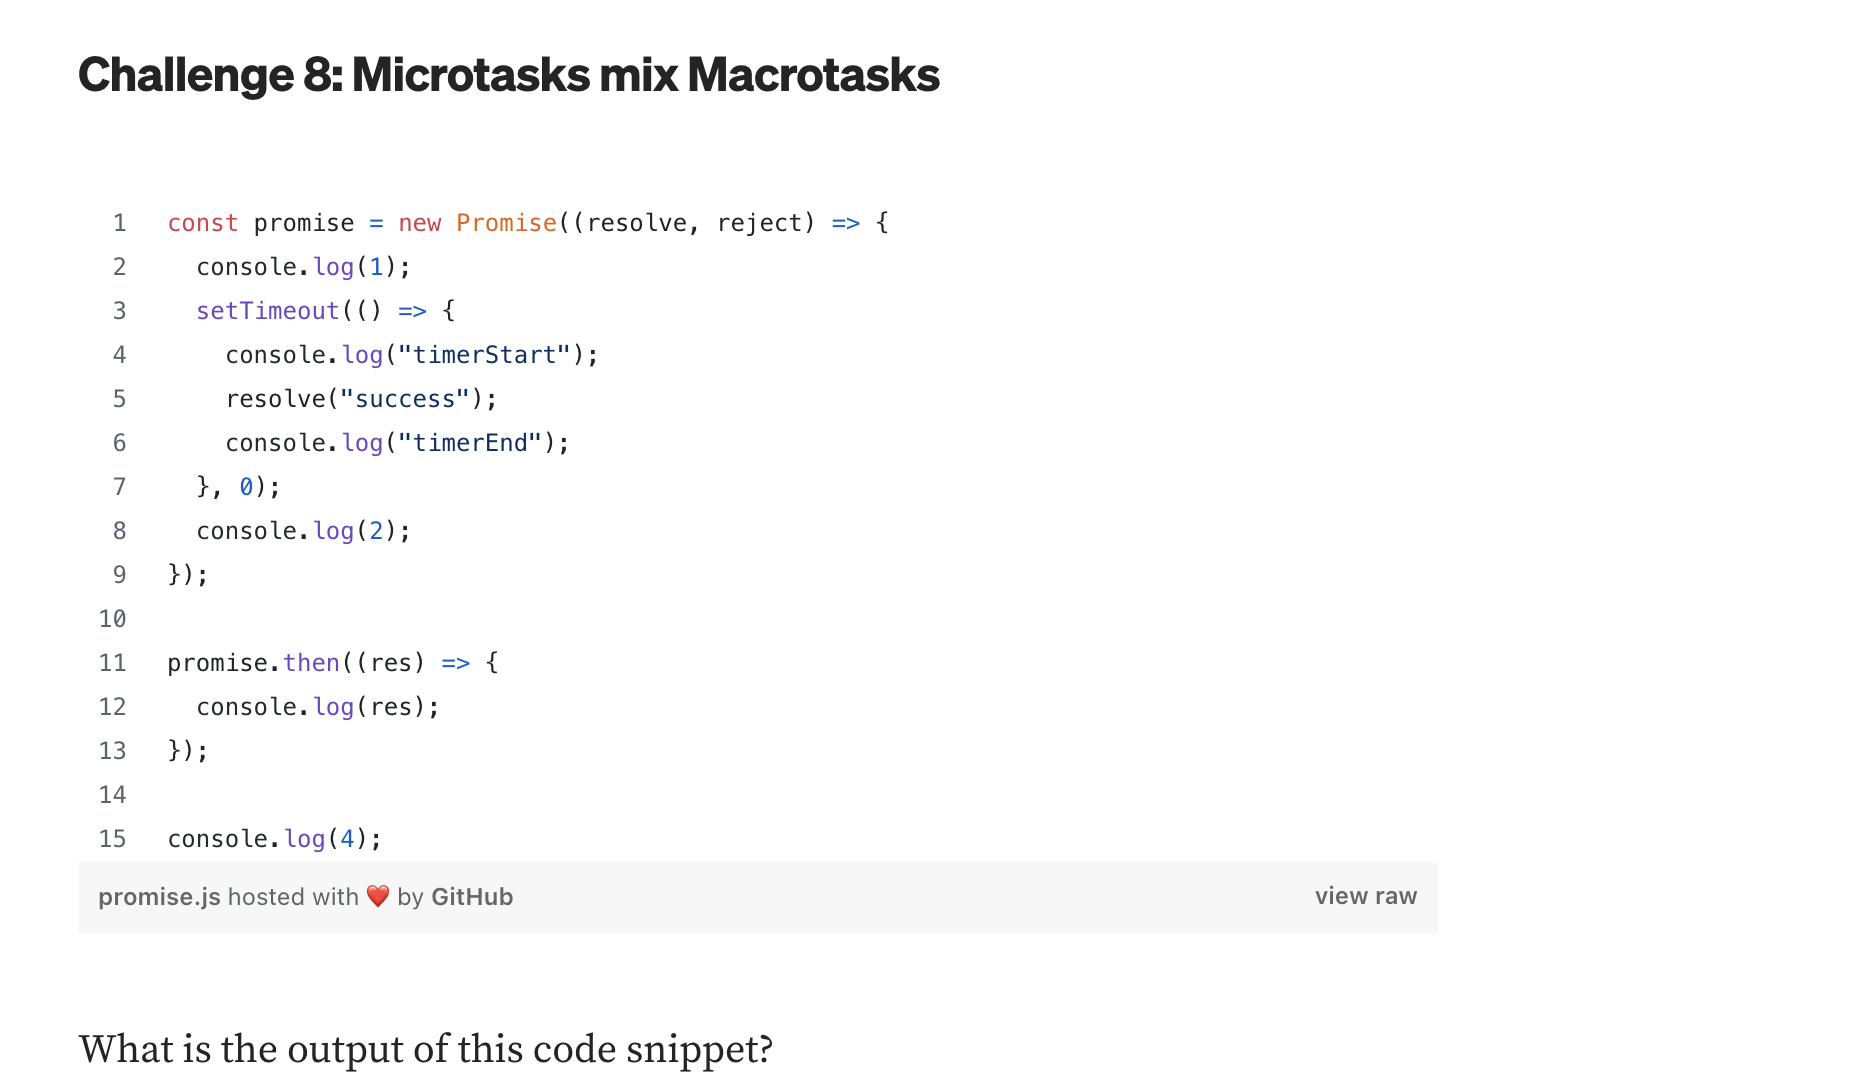 Challenge 8: Microtasks mix Macrotasks
1 const promise = new Promise((resolve, reject) => {
2   console.log(1);
3   setTimeout(() => {
4     console.log("timerStart");
5     resolve("success");
6     console.log("timerEnd");
7   }, 0);
8   console.log(2);
9 });
10
11 promise.then((res) => {
12   console.log(res);
13 });
14
15 console.log(4);
promise.js hosted with ❤ by GitHub view raw
What is the output of this code snippet?